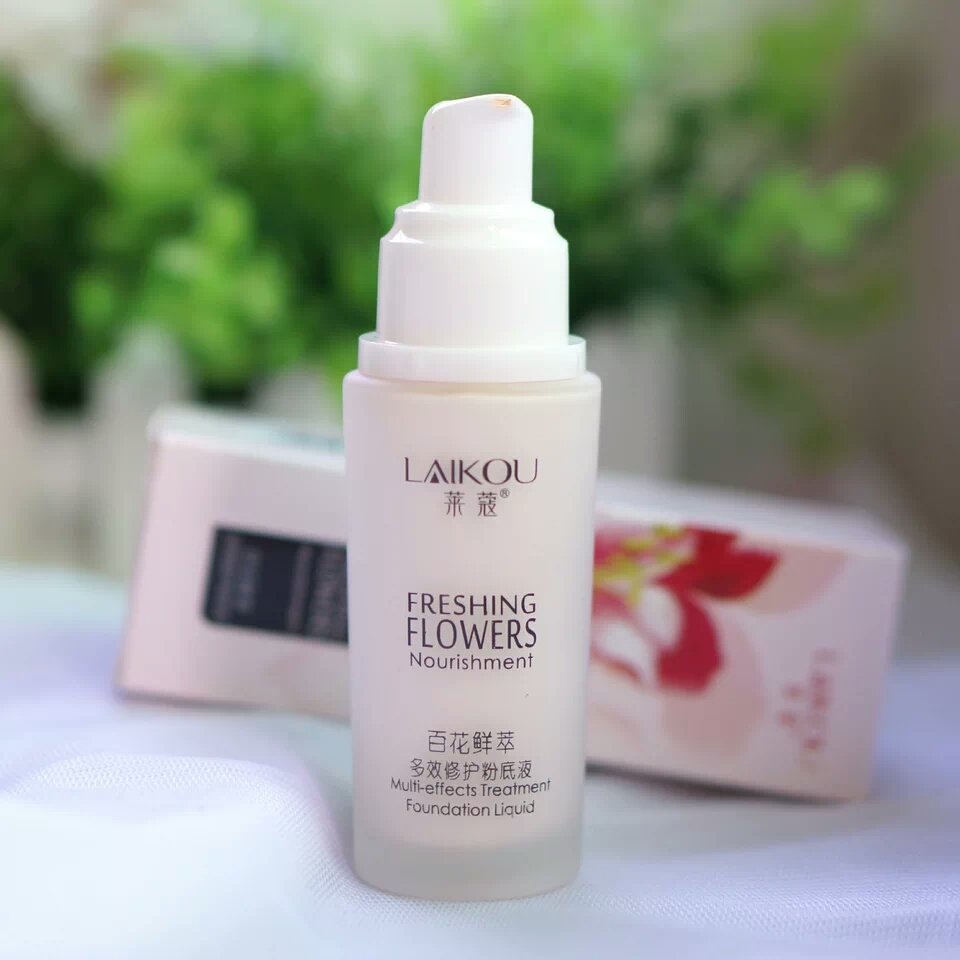 LAIKOU
莱蔻®
FRESHING
FLOWERS
Nourishment
百花鲜萃
多效修护粉底液
Multi-effects Treatment
Foundation Liquid